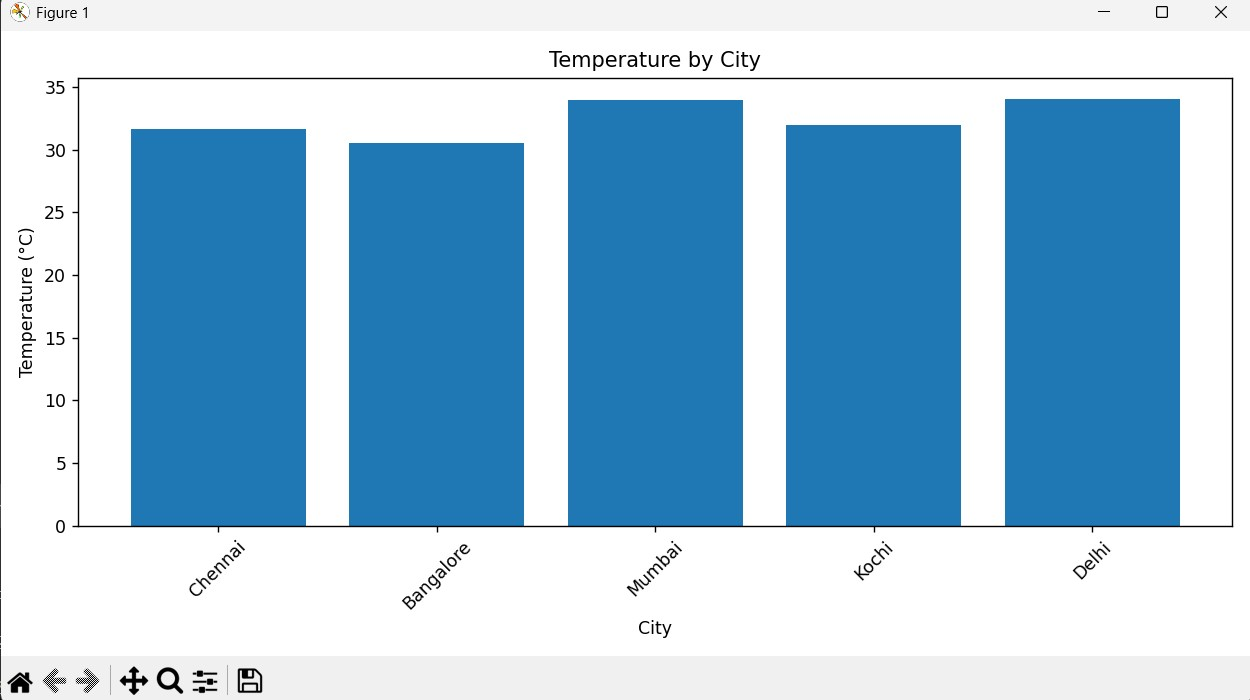 Figure 1
Temperature by City
35
30
25
20
15
10
5
0
Temperature (°C)
Chennai
Bangalore
Mumbai
Kochi
Delhi
City